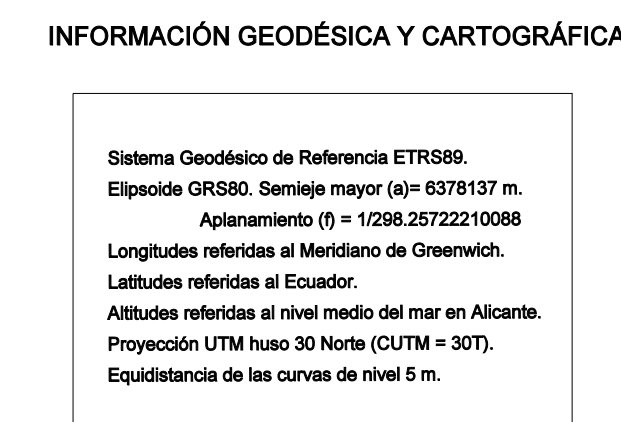 INFORMACIÓN GEODÉSICA Y CARTOGRÁFICA
Sistema Geodésico de Referencia ETRS89.
Elipsoide GRS80. Semieje mayor (a)= 6378137 m.
Aplanamiento (f) = 1/298.25722210088
Longitudes referidas al Meridiano de Greenwich.
Latitudes referidas al Ecuador.
Altitudes referidas al nivel medio del mar en Alicante.
Proyección UTM huso 30 Norte (CUTM = 30T).
Equidistancia de las curvas de nivel 5 m.